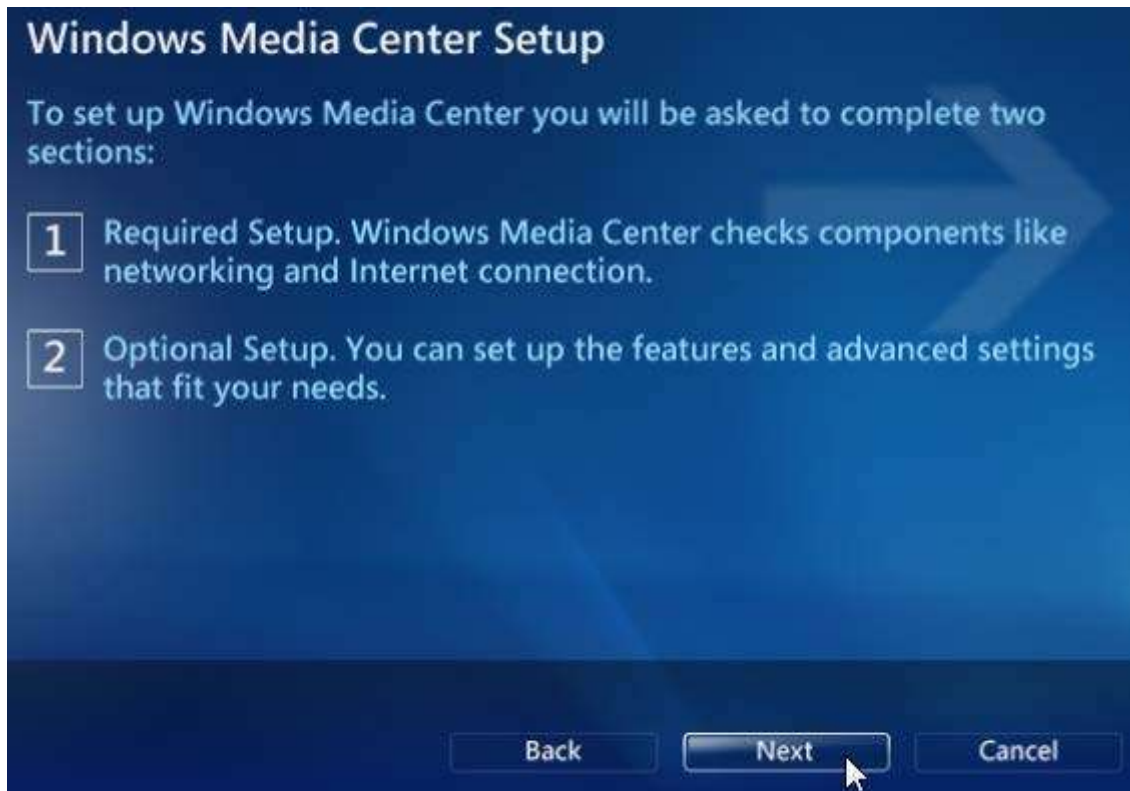 Windows Media Center Setup
To set up Windows Media Center you will be asked to complete two
sections:
1 Required Setup. Windows Media Center checks components like
networking and Internet connection.
2 Optional Setup. You can set up the features and advanced settings
that fit your needs.
Back Next Cancel